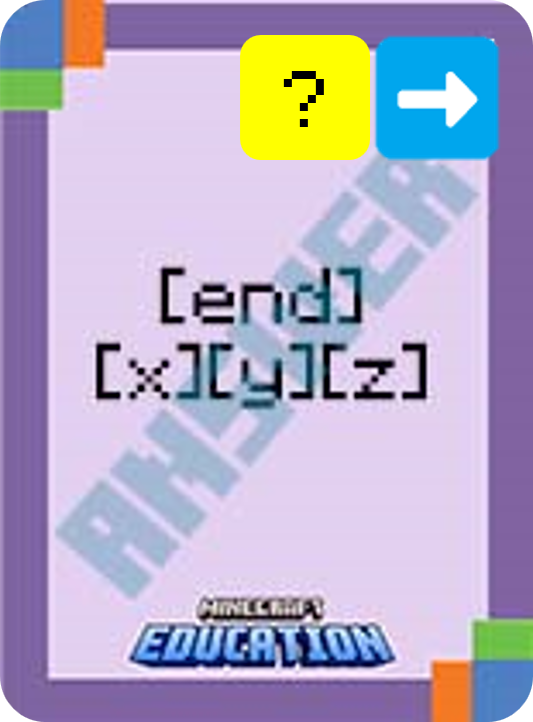 ?
[end]
[x][y][z]
ANSWER
MINECRAFT
EDUCATION